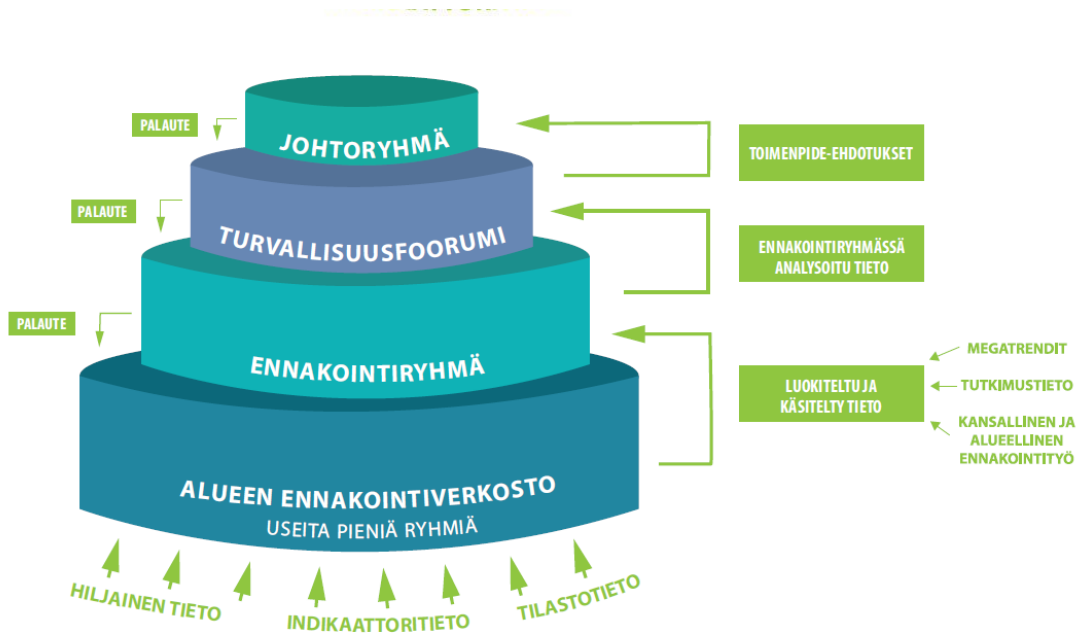 PALAUTE
JOHTORYHMÄ
TOIMENPIDE-EHDOTUKSET
PALAUTE
TURVALLISUUSFOORUMI
ENNAKOINTIRYHMÄSSÄ
ANALYSOITU TIETO
PALAUTE
ENNAKOINTIRYHMÄ
LUOKITELTU JA
KÄSITELTY TIETO
MEGATRENDIT
TUTKIMUSTIETO
KANSALLINEN JA
ALUEELLINEN
ENNAKOINTITYÖ
ALUEEN ENNAKOINTIVERKOSTO
USEITA PIENIÄ RYHMIÄ
HILJAINEN TIETO
INDIKAATTORITIETO
TILASTOTIETO